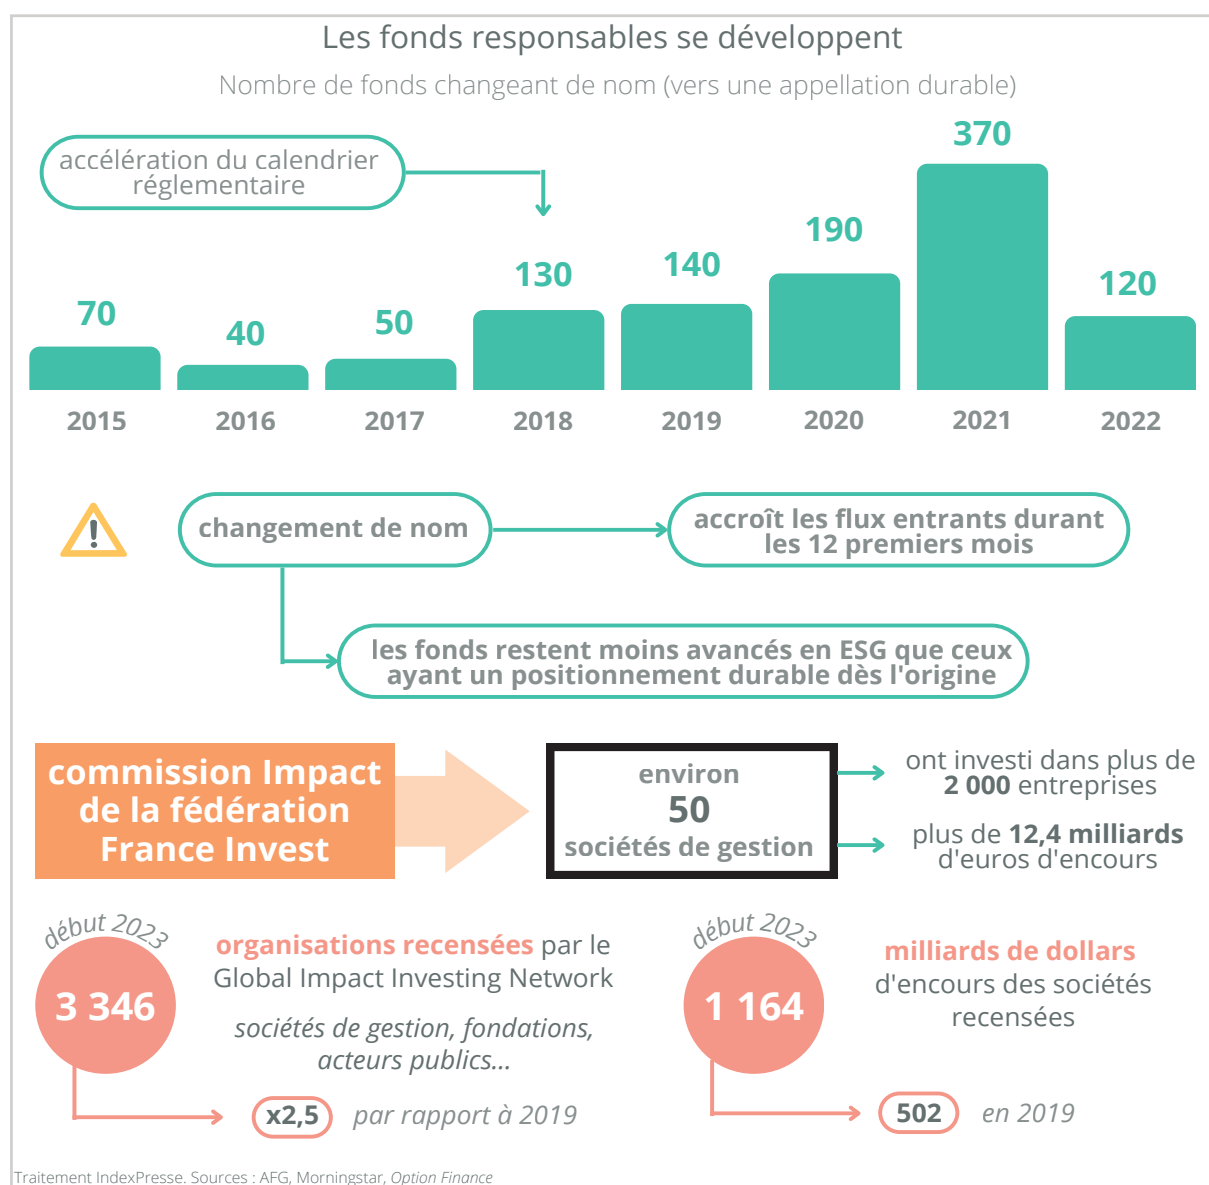 Les fonds responsables se développent
Nombre de fonds changeant de nom (vers une appellation durable)
accélération du calendrier
réglementaire
70
40
50
130
140
190
370
120
2015
2016
2017
2018
2019
2020
2021
2022
!
changement de nom
accroît les flux entrants durant
les 12 premiers mois
les fonds restent moins avancés en ESG que ceux
ayant un positionnement durable dès l'origine
commission Impact
de la fédération
France Invest
environ
50
sociétés de gestion
ont investi dans plus de
2 000 entreprises
plus de 12,4 milliards
d'euros d'encours
début 2023
3 346
organisations recensées par le
Global Impact Investing Network
sociétés de gestion, fondations,
acteurs publics...
x2,5 par rapport à 2019
début 2023
1 164
milliards de dollars
d'encours des sociétés
recensées
502 en 2019
Traitement IndexPresse. Sources : AFG, Morningstar, Option Finance